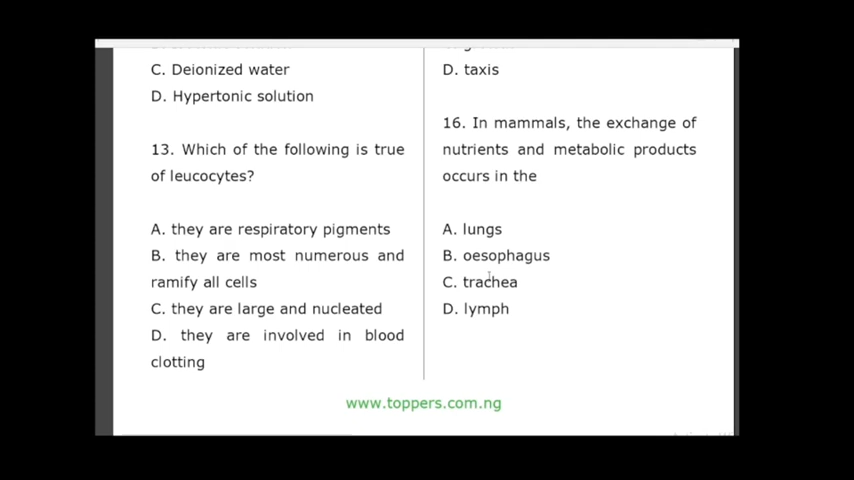 C. Deionized water
D. Hypertonic solution
13. Which of the following is true
of leucocytes?
A. they are respiratory pigments
B. they are most numerous and
ramify all cells
C. they are large and nucleated
D. they are involved in blood
clotting
D. taxis
16. In mammals, the exchange of
nutrients and metabolic products
occurs in the
A. lungs
B. oesophagus
C. trachea
D. lymph
www.toppers.com.ng